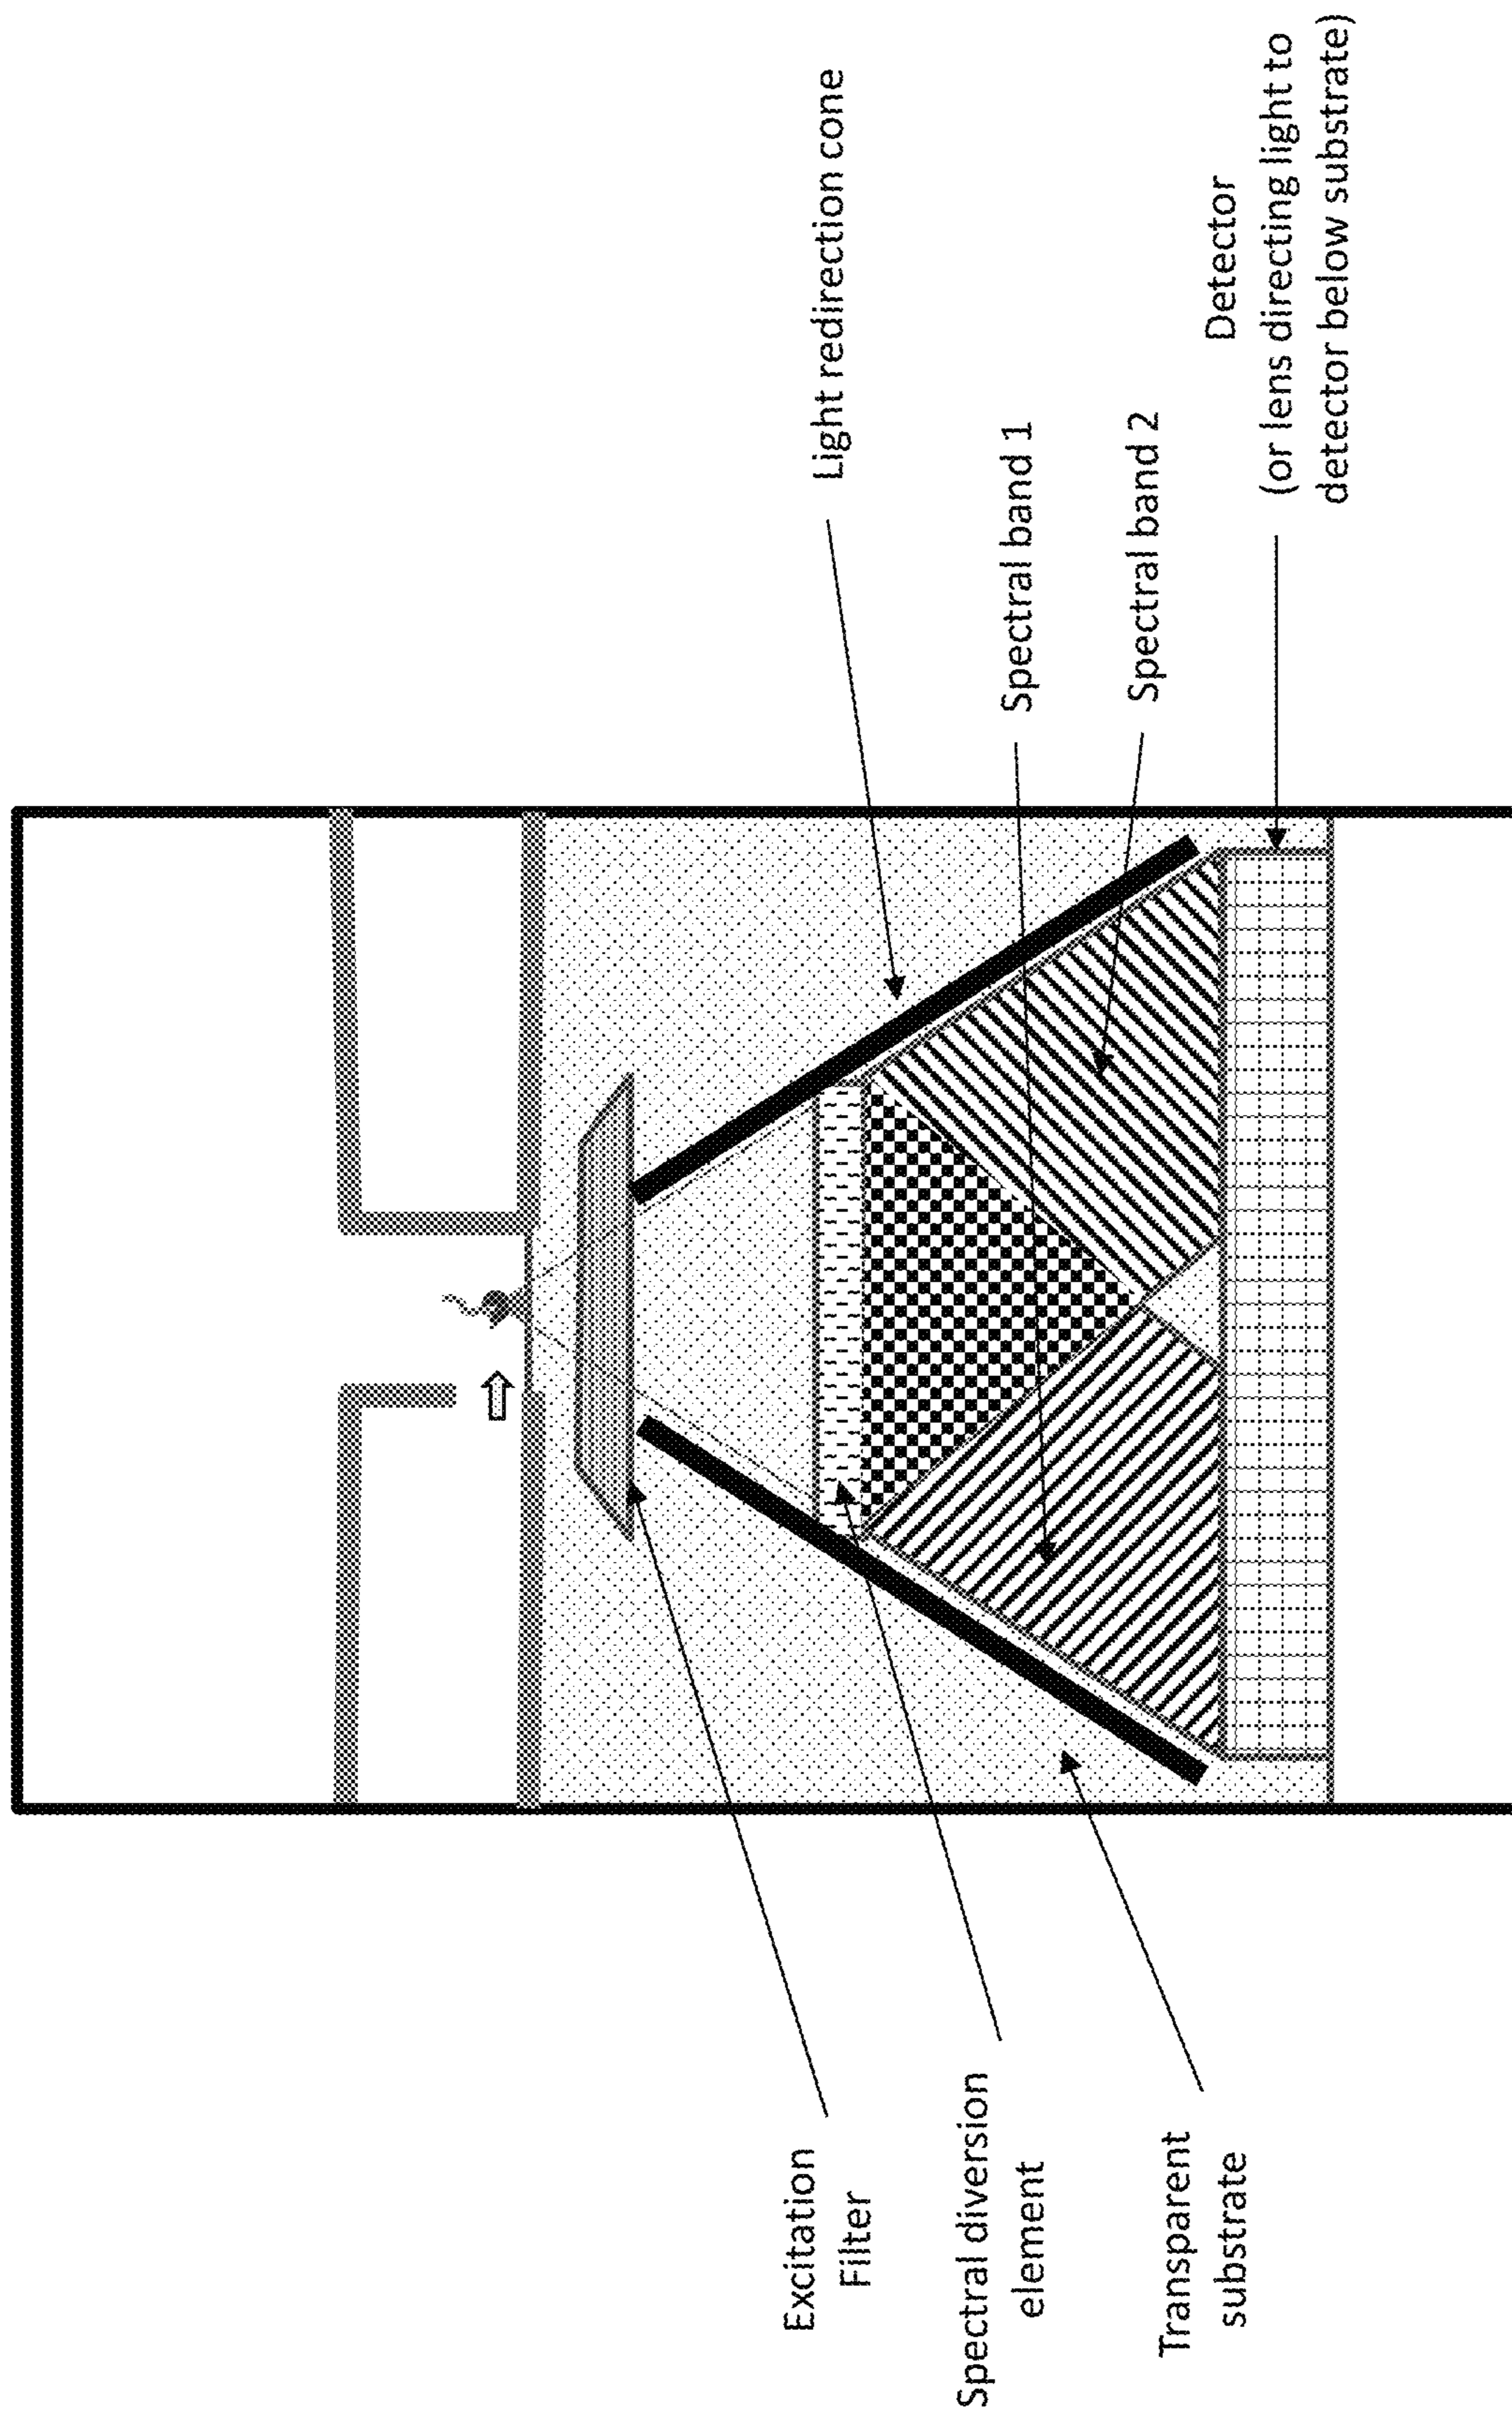 Excitation
Filter
Spectral diversion
element
Transparent
substrate
Light redirection cone
Spectral band 1
Spectral band 2
Detector
(or lens directing light to
detector below substrate)